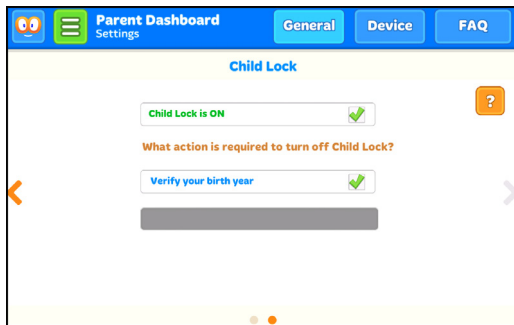 Parent Dashboard
Settings
General
Device
FAQ
Child Lock
Child Lock is ON
?
What action is required to turn off Child Lock?
Verify your birth year